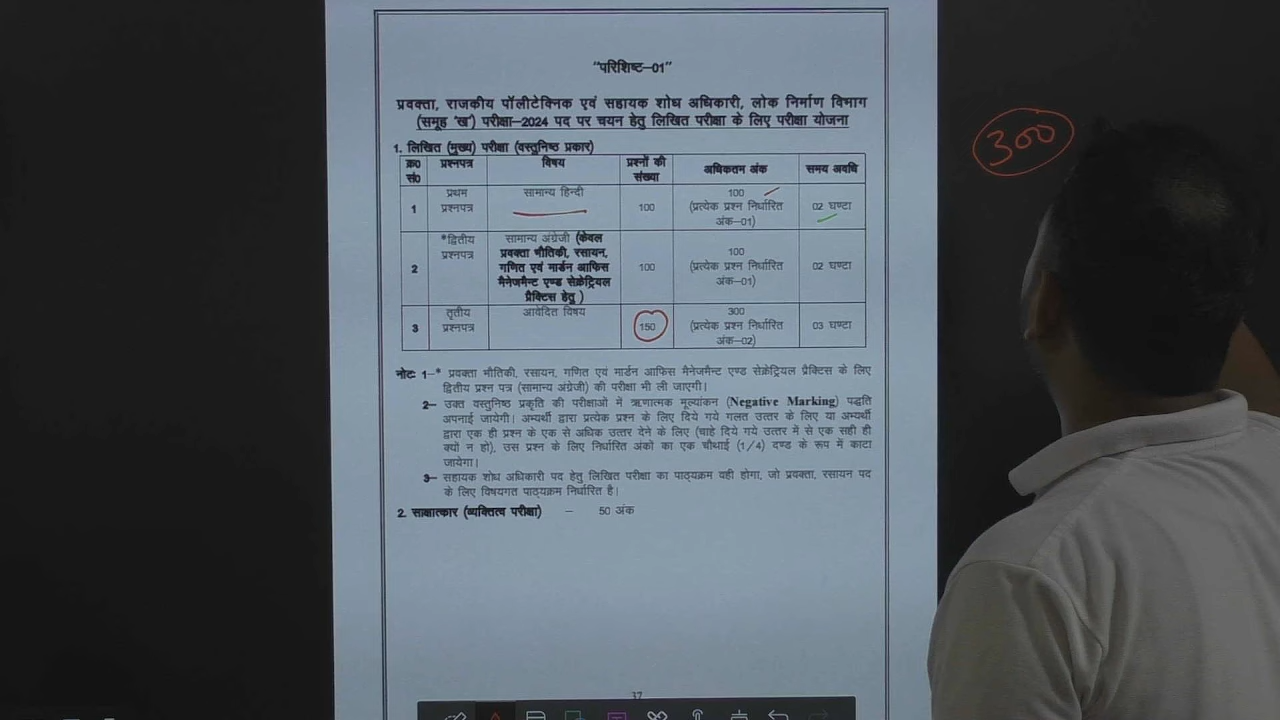 "परिशिष्ट–01"
प्रवक्ता, राजकीय पॉलीटेक्निक एवं सहायक शोध अधिकारी, लोक निर्माण विभाग
(समूह 'ख') परीक्षा–2024 पद पर चयन हेतु लिखित परीक्षा के लिए परीक्षा योजना
1. लिखित (मुख्य) परीक्षा (वस्तुनिष्ठ प्रकार)
क्र० सं० प्रश्नपत्र विषय प्रश्नों की संख्या अधिकतम अंक समय अवधि
1 प्रथम प्रश्नपत्र सामान्य हिन्दी 100 100 (प्रत्येक प्रश्न निर्धारित अंक–01) 02 घण्टा
2 *द्वितीय प्रश्नपत्र सामान्य अंग्रेजी (केवल प्रवक्ता भौतिकी, रसायन, गणित एवं मार्डन आफिस मैनेजमैन्ट एण्ड सेक्रेट्रियल प्रैक्टिस हेतु ) 100 100 (प्रत्येक प्रश्न निर्धारित अंक–01) 02 घण्टा
3 तृतीय प्रश्नपत्र आवेदित विषय 150 300 (प्रत्येक प्रश्न निर्धारित अंक–02) 03 घण्टा
नोटः 1–* प्रवक्ता भौतिकी, रसायन, गणित एवं मार्डन आफिस मैनेजमैन्ट एण्ड सेक्रेट्रियल प्रैक्टिस के लिए
द्वितीय प्रश्न पत्र (सामान्य अंग्रेजी) की परीक्षा भी ली जाएगी।
2– उक्त वस्तुनिष्ठ प्रकृति की परीक्षाओं में ऋणात्मक मूल्यांकन (Negative Marking) पद्धति
अपनाई जायेगी। अभ्यर्थी द्वारा प्रत्येक प्रश्न के लिए दिये गये गलत उत्तर के लिए या अभ्यर्थी
द्वारा एक ही प्रश्न के एक से अधिक उत्तर देने के लिए (चाहे दिये गये उत्तर में से एक सही ही
क्यों न हो), उस प्रश्न के लिए निर्धारित अंकों का एक चौथाई (1/4) दण्ड के रूप में काटा
जायेगा।
3– सहायक शोध अधिकारी पद हेतु लिखित परीक्षा का पाठ्यक्रम वही होगा, जो प्रवक्ता, रसायन पद
के लिए विषयगत पाठ्यक्रम निर्धारित है।
2. साक्षात्कार (व्यक्तित्व परीक्षा) – 50 अंक
37
300